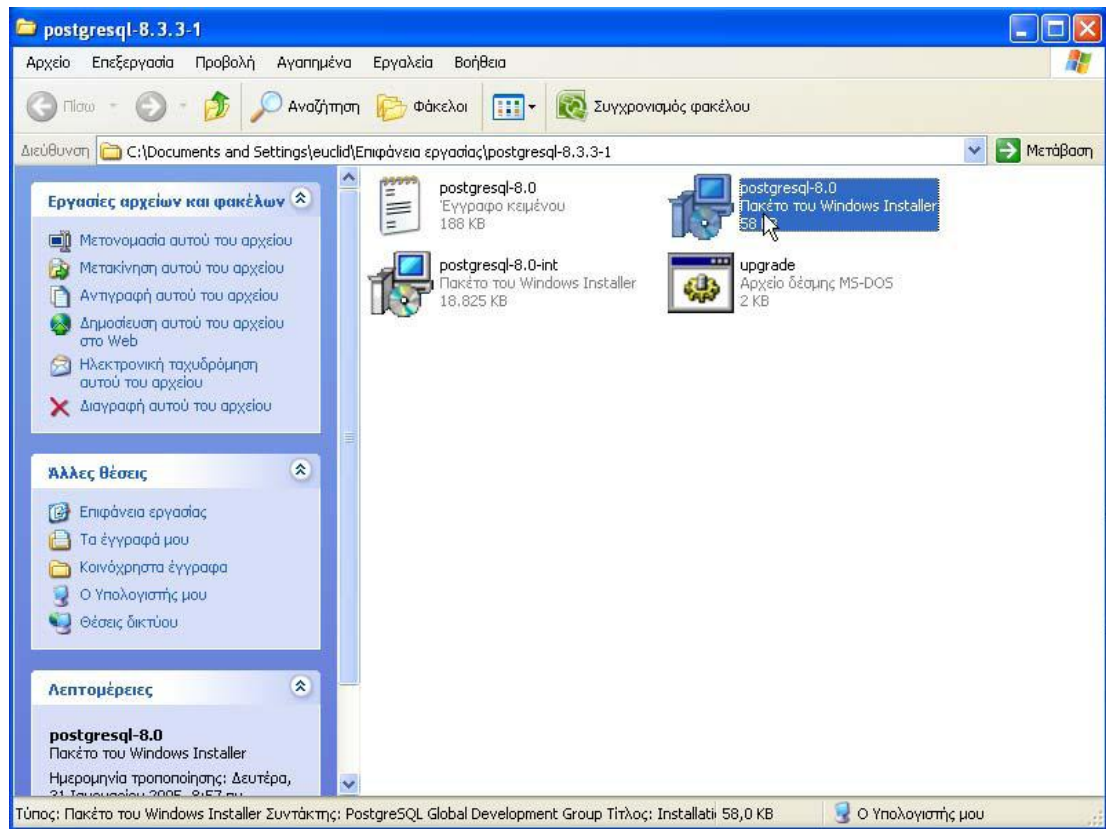 postgresql-8.3.3-1
Αρχείο Επεξεργασία Προβολή Αγαπημένα Εργαλεία Βοήθεια
Πίσω Αναζήτηση Φάκελοι Συγχρονισμός φακέλου
Διεύθυνση C:\Documents and Settings\euclid\Επιφάνεια εργασίας\postgresql-8.3.3-1 Μετάβαση
Εργασίες αρχείων και φακέλων
Μετονομασία αυτού του αρχείου
Μετακίνηση αυτού του αρχείου
Αντιγραφή αυτού του αρχείου
Δημοσίευση αυτού του αρχείου
στο Web
Ηλεκτρονική ταχυδρόμηση
αυτού του αρχείου
Διαγραφή αυτού του αρχείου
Άλλες θέσεις
Επιφάνεια εργασίας
Τα έγγραφά μου
Κοινόχρηστα έγγραφα
Ο Υπολογιστής μου
Θέσεις δικτύου
Λεπτομέρειες
postgresql-8.0
Πακέτο του Windows Installer
Ημερομηνία τροποποίησης: Δευτέρα,
31 Ιανουαρίου 2005, 8:57 πμ
postgresql-8.0
Έγγραφο κειμένου
188 KB
postgresql-8.0
Πακέτο του Windows Installer
58
postgresql-8.0-int
Πακέτο του Windows Installer
18.825 KB
upgrade
Αρχείο δέσμης MS-DOS
2 KB
Τύπος: Πακέτο του Windows Installer Συντάκτης: PostgreSQL Global Development Group Τίτλος: Installati 58,0 KB Ο Υπολογιστής μου